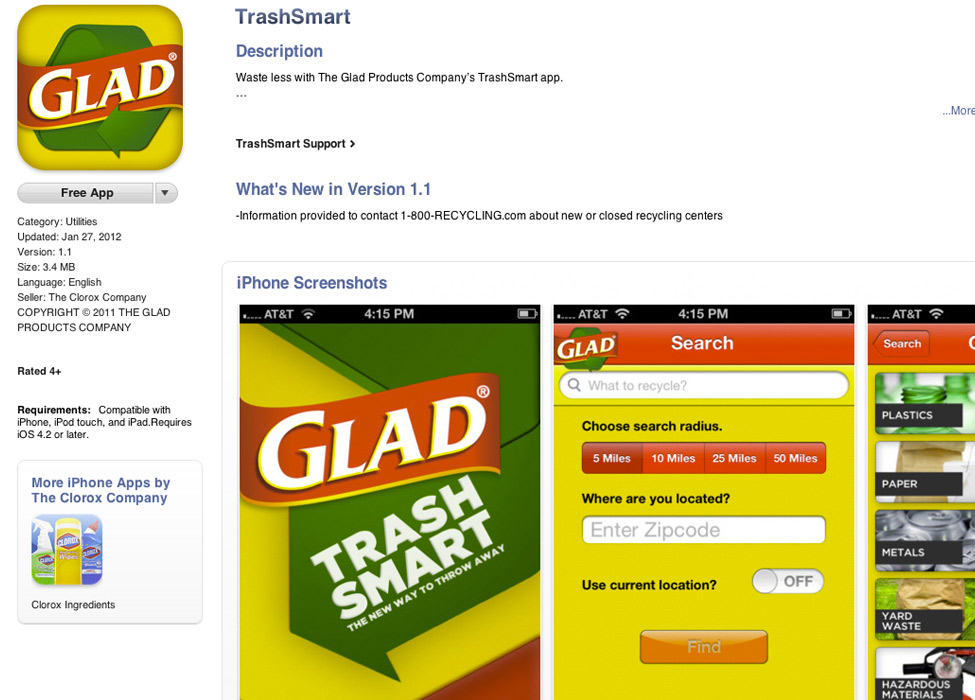 GLAD®
Free App
Category: Utilities
Updated: Jan 27, 2012
Version: 1.1
Size: 3.4 MB
Language: English
Seller: The Clorox Company
COPYRIGHT © 2011 THE GLAD
PRODUCTS COMPANY
Rated 4+
Requirements: Compatible with
iPhone, iPod touch, and iPad.Requires
iOS 4.2 or later.
More iPhone Apps by
The Clorox Company
CLOROX
Wipes
CLOROX
Clorox Ingredients
TrashSmart
Description
Waste less with The Glad Products Company's TrashSmart app.
...
...More
TrashSmart Support
What's New in Version 1.1
-Information provided to contact 1-800-RECYCLING.com about new or closed recycling centers
iPhone Screenshots
AT&T 4:15 PM
GLAD®
TRASH
SMART
THE NEW WAY TO THROW AWAY
AT&T 4:15 PM
GLAD
Search
What to recycle?
Choose search radius.
5 Miles 10 Miles 25 Miles 50 Miles
Where are you located?
Enter Zipcode
Use current location? OFF
Find
AT&T
Search
PLASTICS
PAPER
METALS
YARD
WASTE
HAZARDOUS
MATERIALS